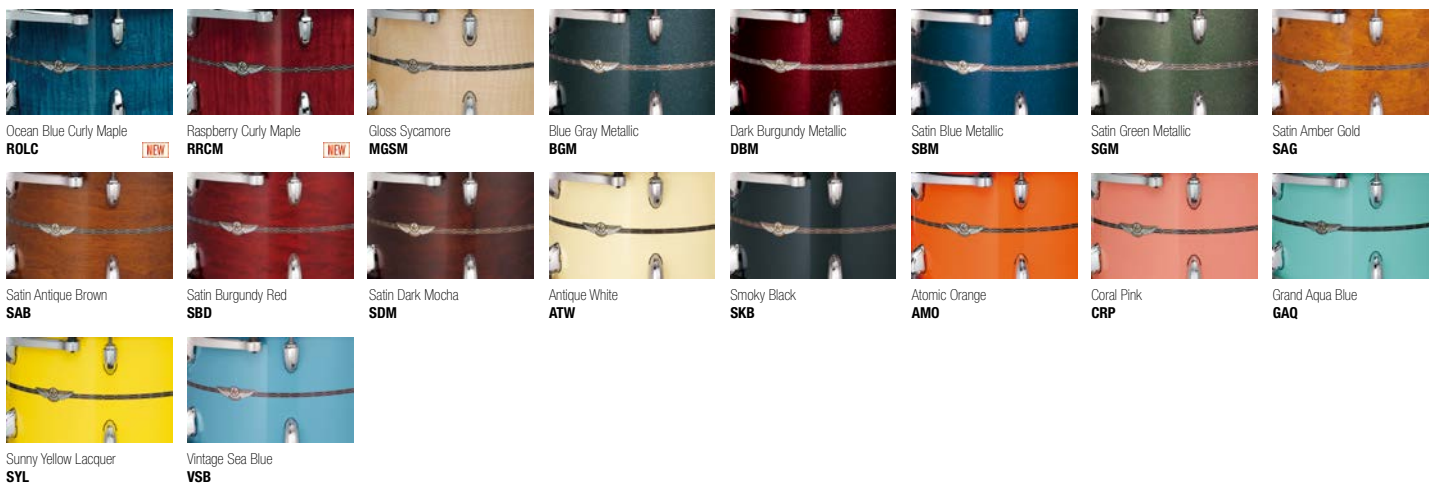 Ocean Blue Curly Maple
ROLC NEW
Raspberry Curly Maple
RRCM NEW
Gloss Sycamore
MGSM
Blue Gray Metallic
BGM
Dark Burgundy Metallic
DBM
Satin Blue Metallic
SBM
Satin Green Metallic
SGM
Satin Amber Gold
SAG
Satin Antique Brown
SAB
Satin Burgundy Red
SBD
Satin Dark Mocha
SDM
Antique White
ATW
Smoky Black
SKB
Atomic Orange
AMO
Coral Pink
CRP
Grand Aqua Blue
GAQ
Sunny Yellow Lacquer
SYL
Vintage Sea Blue
VSB